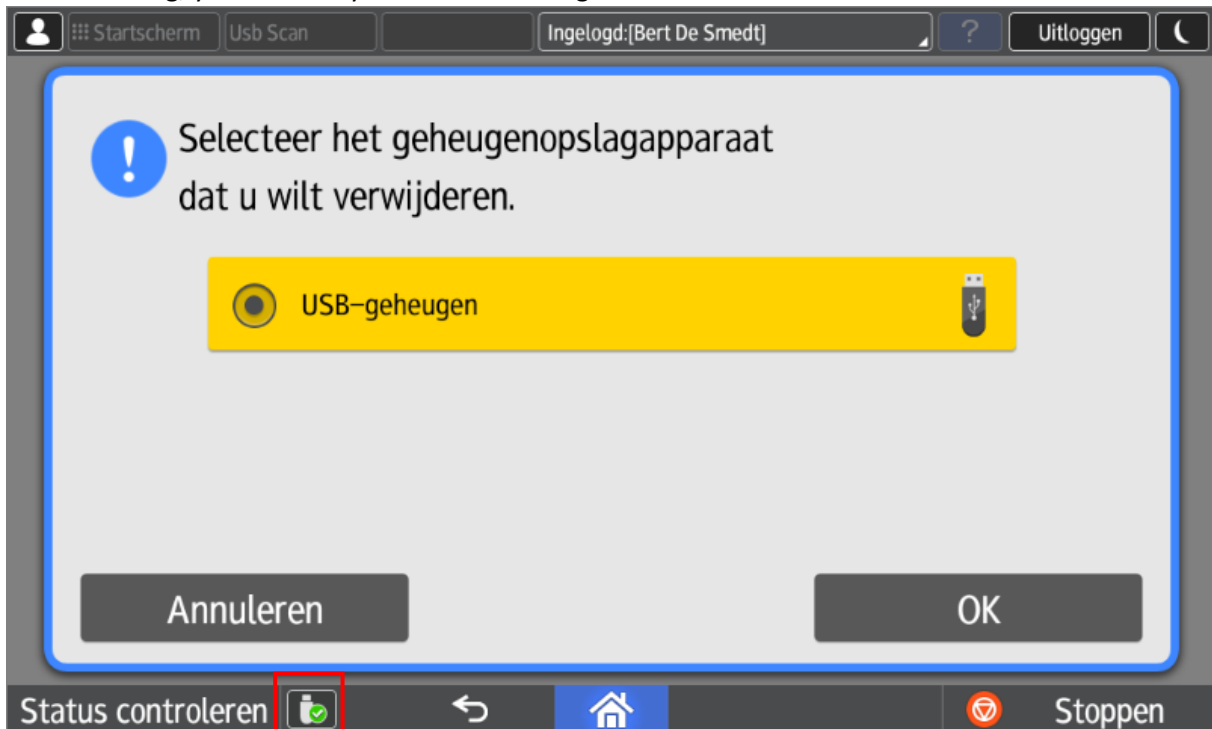 Startscherm
Usb Scan
Ingelogd:[Bert De Smedt]
?
Uitloggen
Selecteer het geheugenopslagapparaat
dat u wilt verwijderen.
USB-geheugen
Annuleren
OK
Status controleren
Stoppen